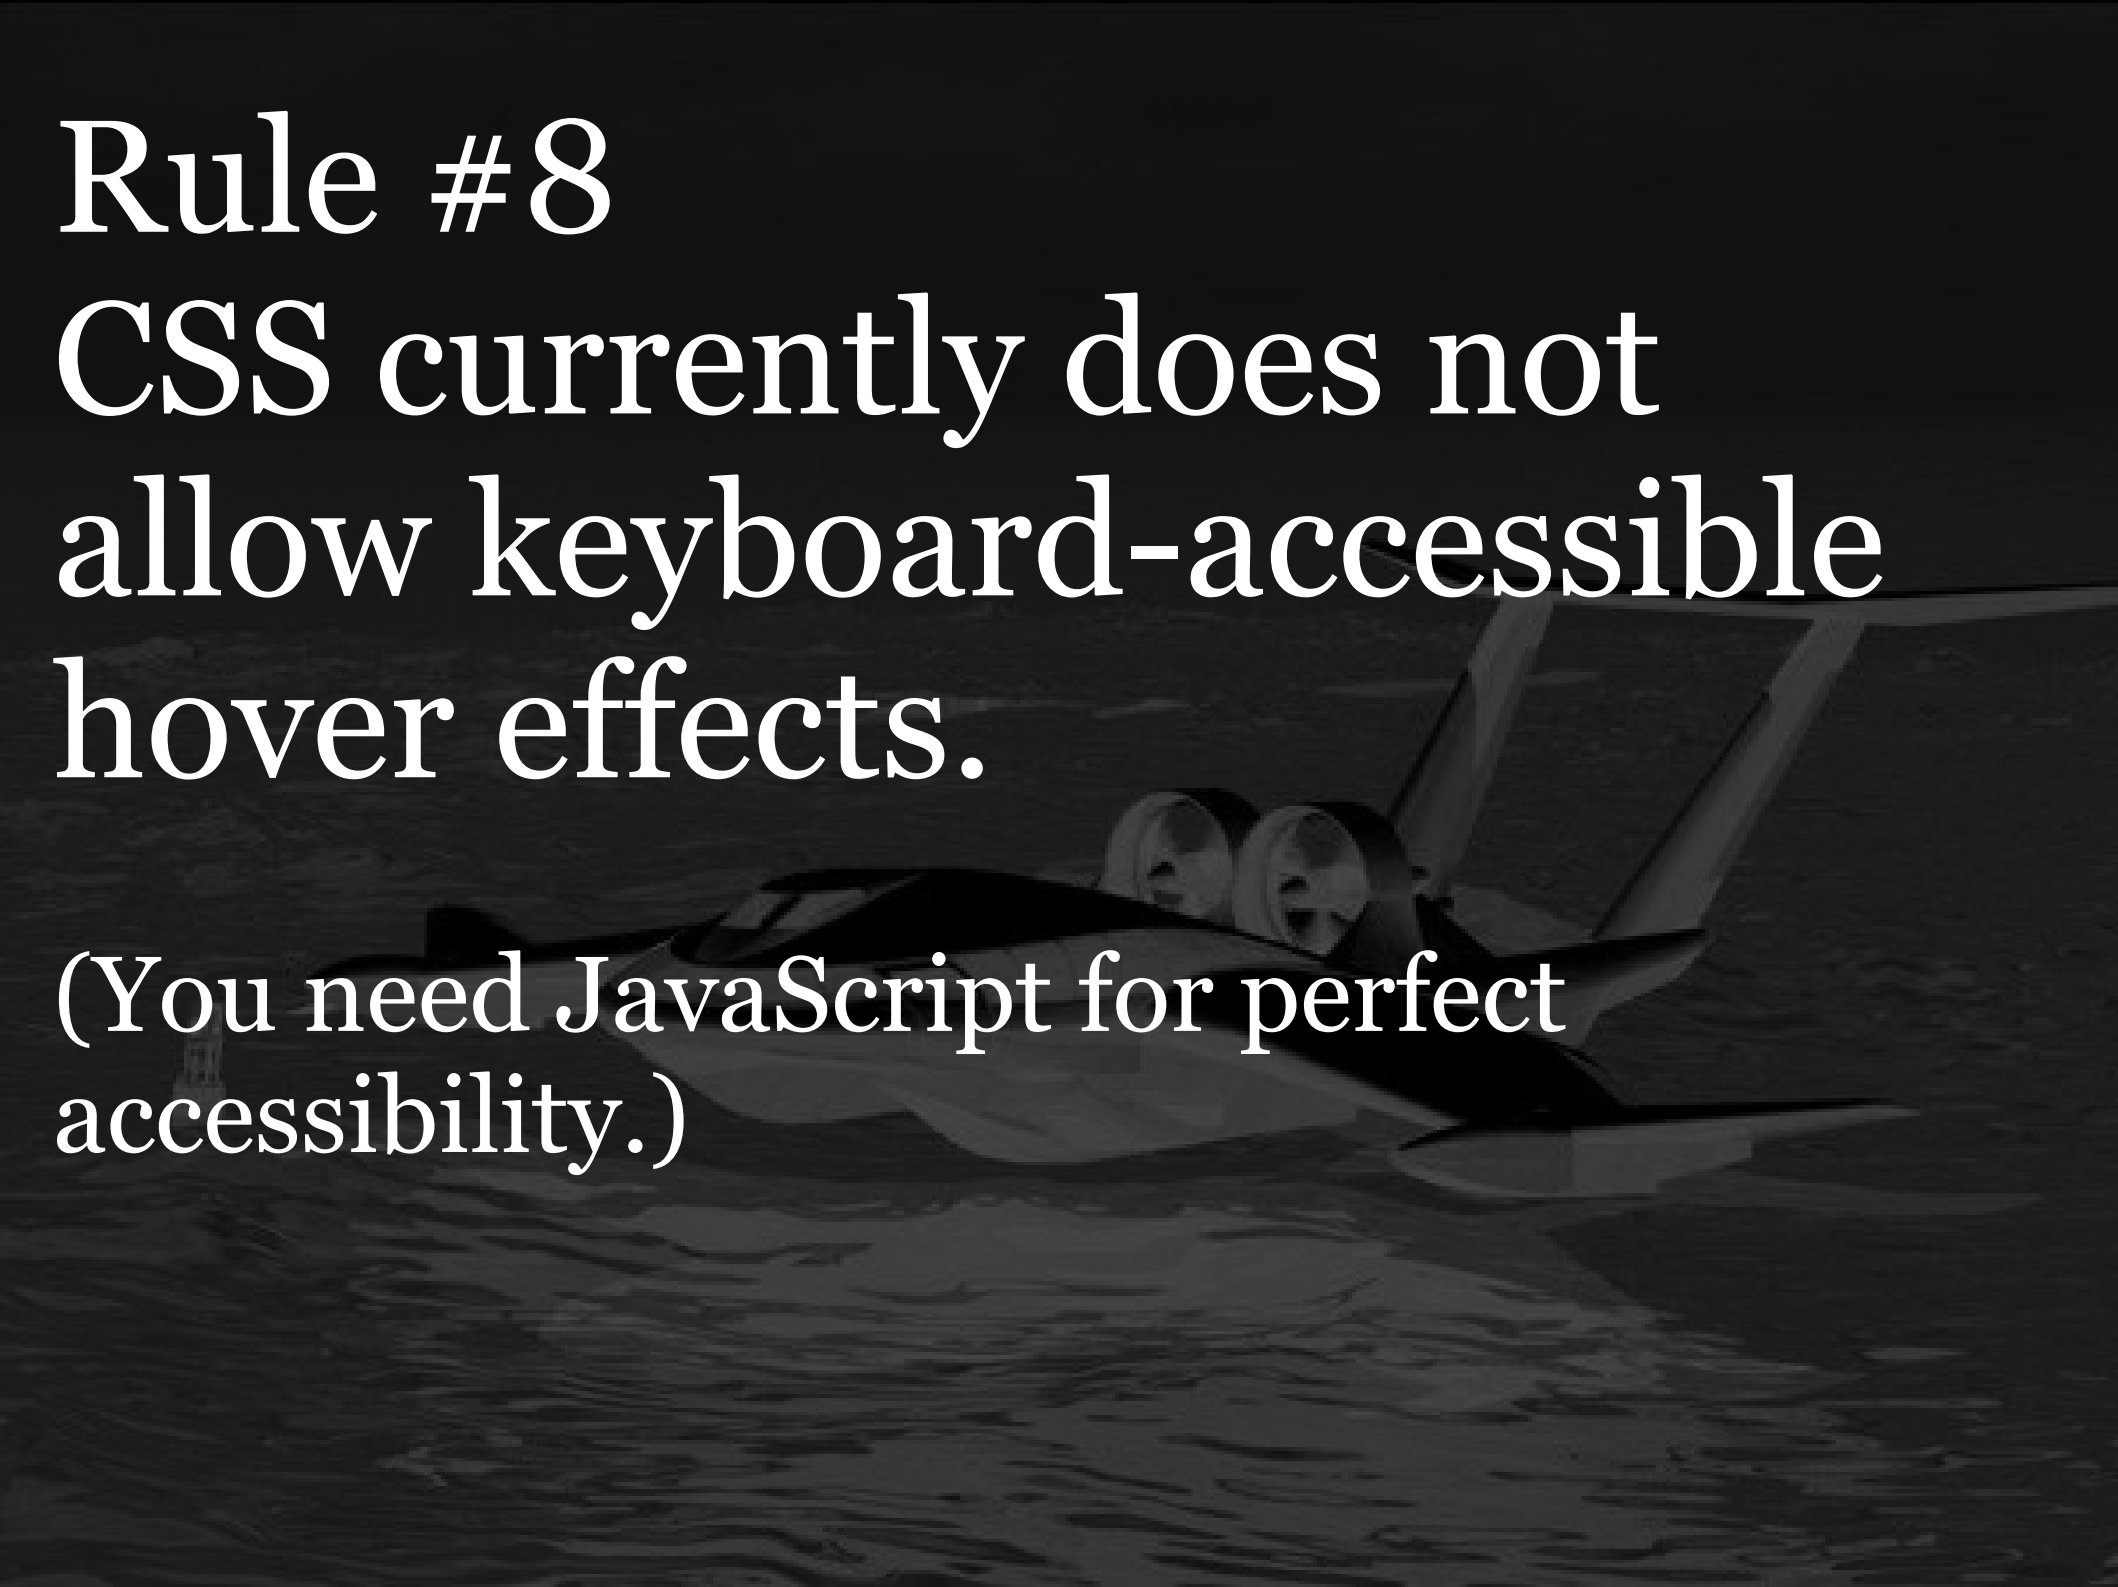 Rule #8
CSS currently does not
allow keyboard-accessible
hover effects.
(You need JavaScript for perfect
accessibility.)